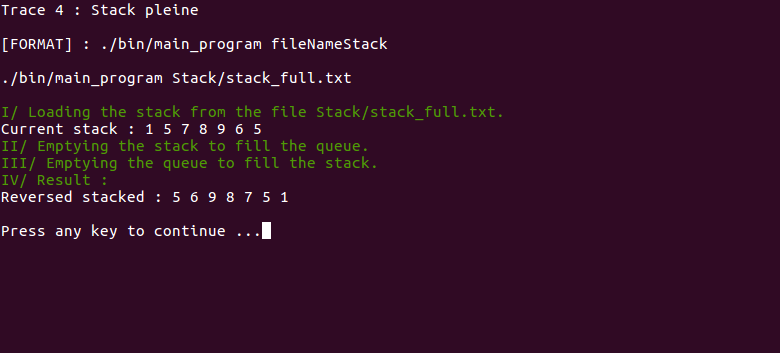 Trace 4 : Stack pleine
[FORMAT] : ./bin/main_program fileNameStack
./bin/main_program Stack/stack_full.txt
I/ Loading the stack from the file Stack/stack_full.txt.
Current stack : 1 5 7 8 9 6 5
II/ Emptying the stack to fill the queue.
III/ Emptying the queue to fill the stack.
IV/ Result :
Reversed stacked : 5 6 9 8 7 5 1
Press any key to continue ...